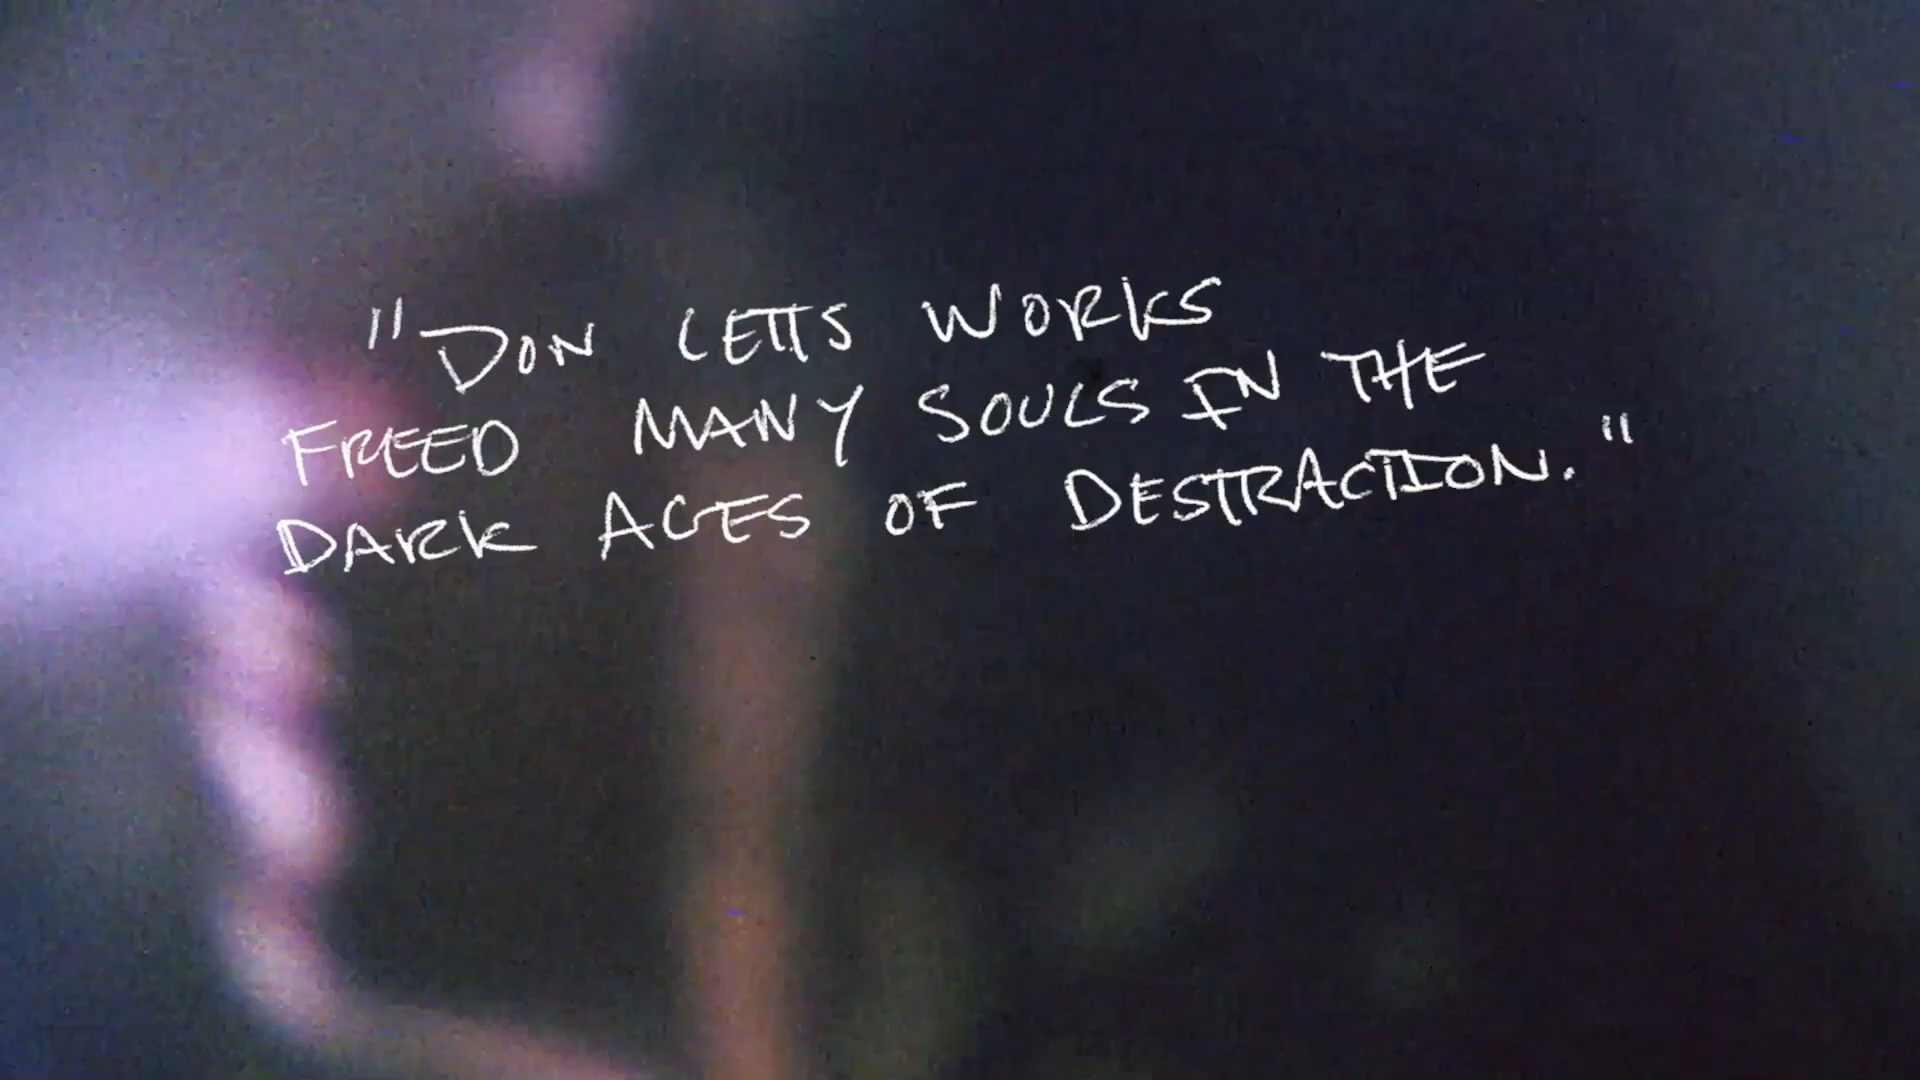 "DON LETTS WORKS
FREED MANY SOULS IN THE
DARK AGES OF DESTRACTION."